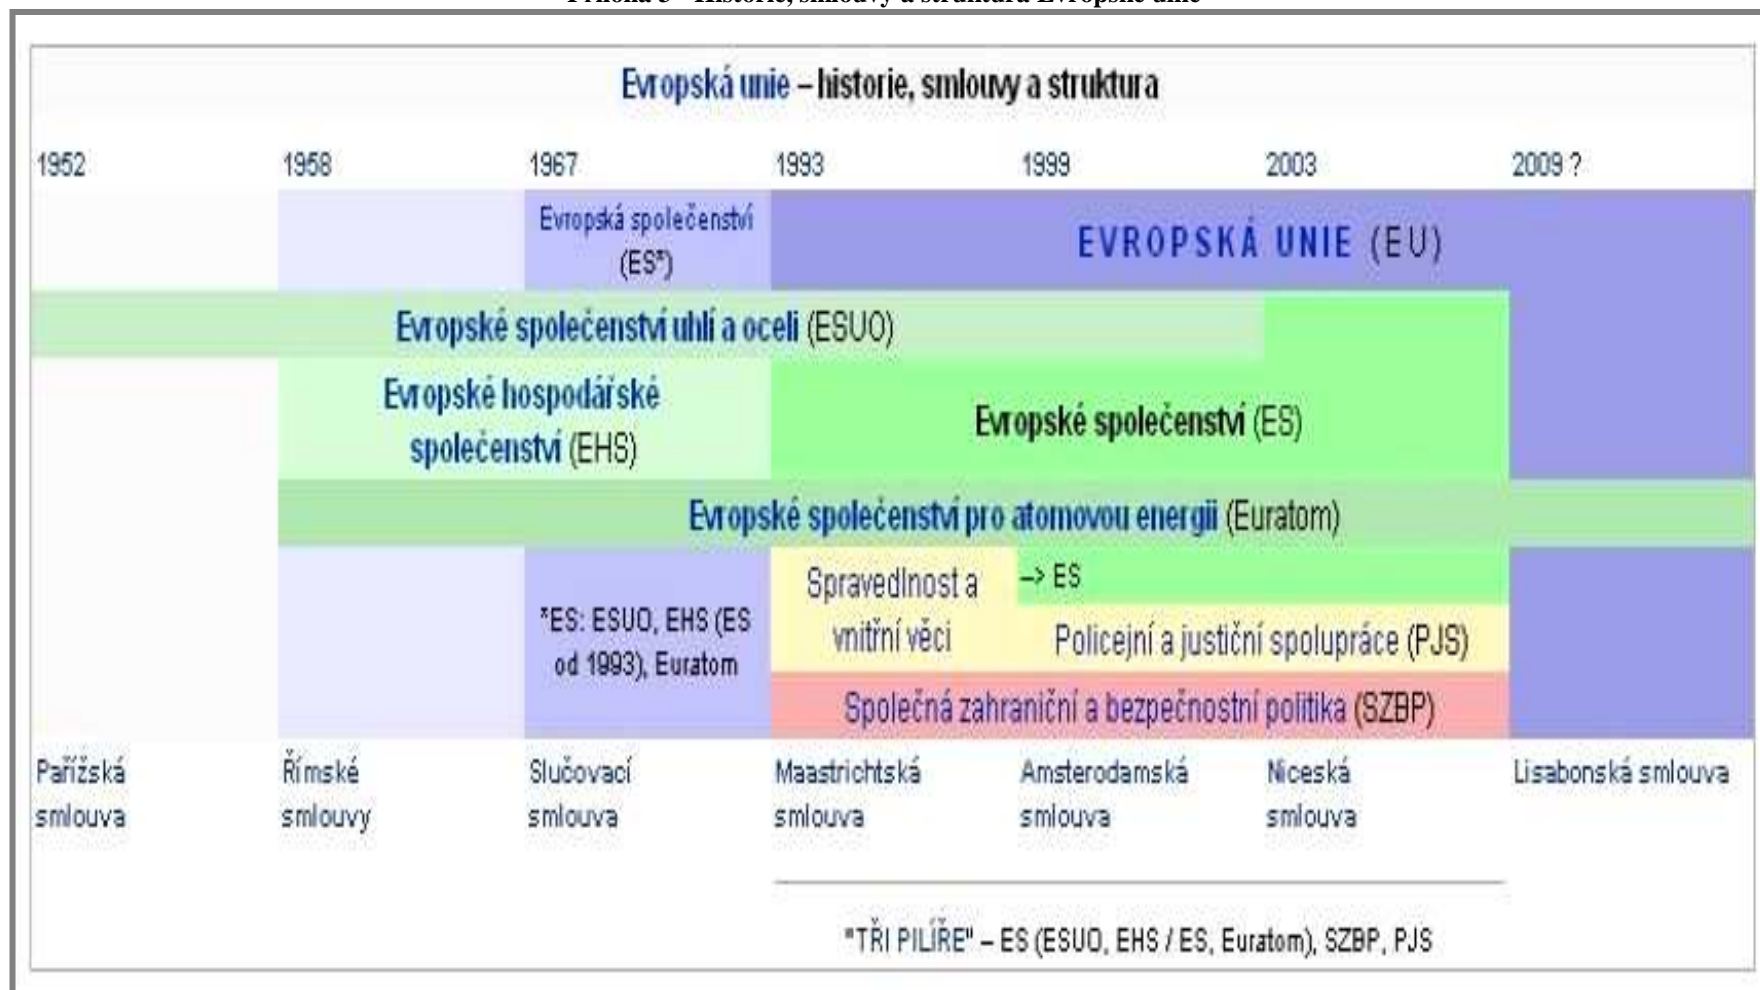 Evropská unie – historie, smlouvy a struktura
1952 1958 1967 1993 1999 2003 2009 ?
Evropská společenství
(ES*)
EVROPSKÁ UNIE (EU)
Evropské společenství uhlí a oceli (ESUO)
Evropské hospodářské
společenství (EHS)
Evropské společenství (ES)
Evropské společenství pro atomovou energii (Euratom)
*ES: ESUO, EHS (ES
od 1993), Euratom
Spravedlnost a
vnitřní věci
–> ES
Policejní a justiční spolupráce (PJS)
Společná zahraniční a bezpečnostní politika (SZBP)
Pařížská
smlouva
Římské
smlouvy
Slučovací
smlouva
Maastrichtská
smlouva
Amsterodamská
smlouva
Niceská
smlouva
Lisabonská smlouva
"TŘI PILÍŘE" – ES (ESUO, EHS / ES, Euratom), SZBP, PJS